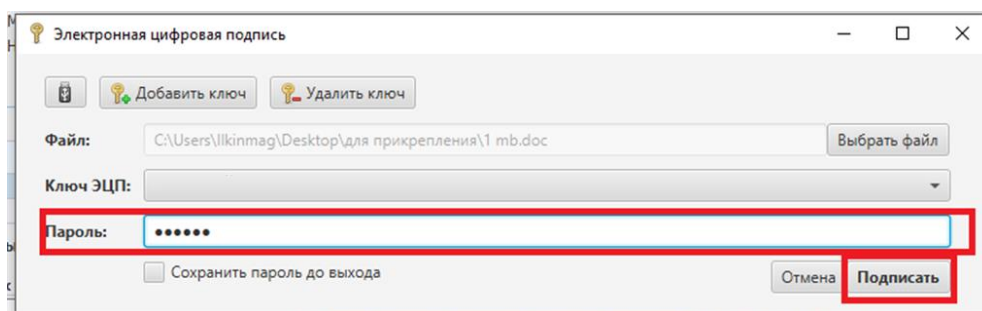 Электронная цифровая подпись
Добавить ключ Удалить ключ
Файл: C:\Users\Ilkinmag\Desktop\для прикрепления\1 mb.doc Выбрать файл
Ключ ЭЦП:
Пароль: ••••••
Сохранить пароль до выхода Отмена Подписать